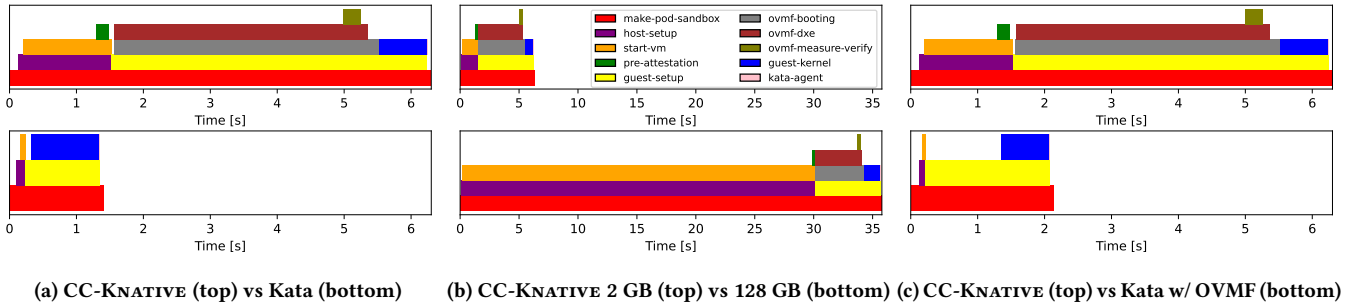 make-pod-sandbox
host-setup
start-vm
pre-attestation
guest-setup
ovmf-booting
ovmf-dxe
ovmf-measure-verify
guest-kernel
kata-agent
0 1 2 3 4 5 6
Time [s]
0 5 10 15 20 25 30 35
Time [s]
0 1 2 3 4 5 6
Time [s]
0 1 2 3 4 5 6
Time [s]
0 5 10 15 20 25 30 35
Time [s]
0 1 2 3 4 5 6
Time [s]
(a) CC-KNATIVE (top) vs Kata (bottom)
(b) CC-KNATIVE 2 GB (top) vs 128 GB (bottom)
(c) CC-KNATIVE (top) vs Kata w/ OVMF (bottom)